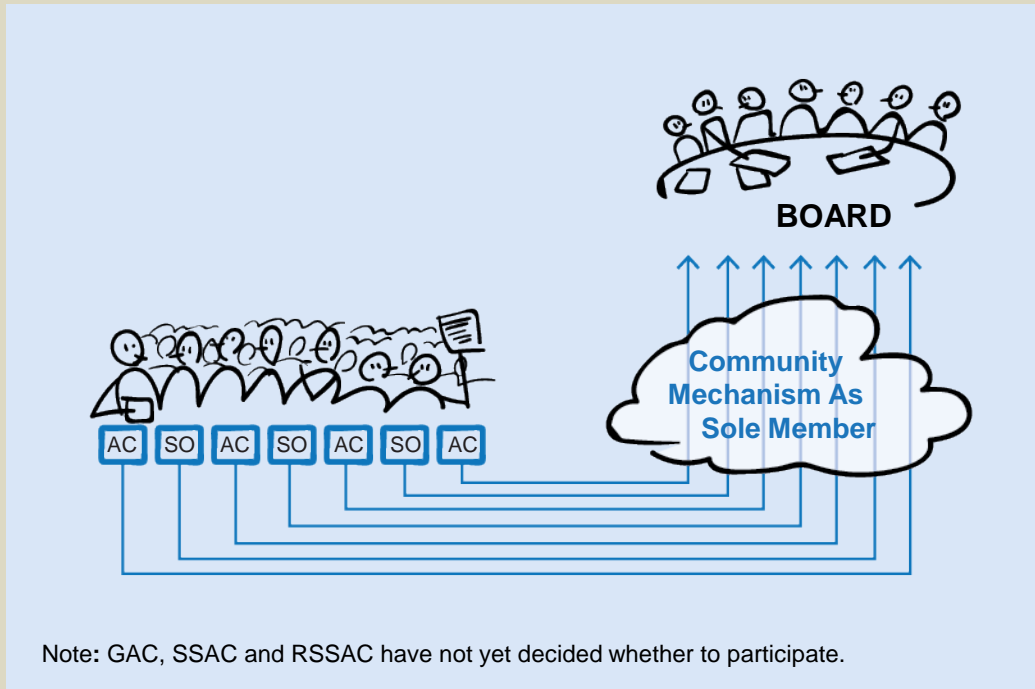 BOARD
Community
Mechanism As
Sole Member
AC SO AC SO AC SO AC
Note: GAC, SSAC and RSSAC have not yet decided whether to participate.